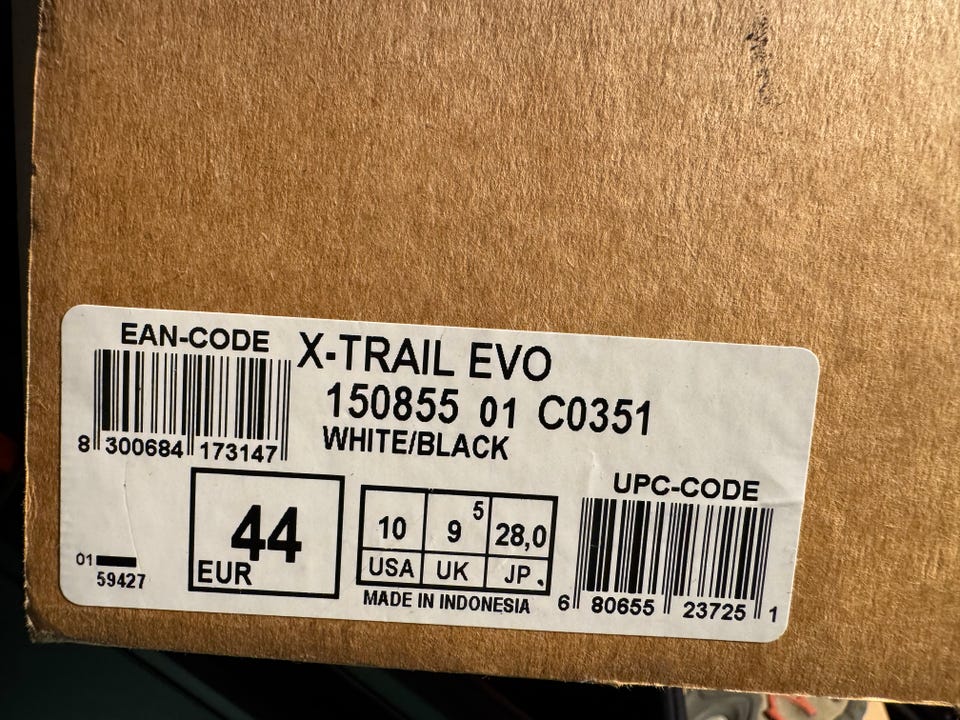 EAN-CODE
8 300684 173147
X-TRAIL EVO
150855 01 C0351
WHITE/BLACK
44
EUR
10 9 5 28,0
USA UK JP.
MADE IN INDONESIA
01
59427
UPC-CODE
6 80655 23725 1